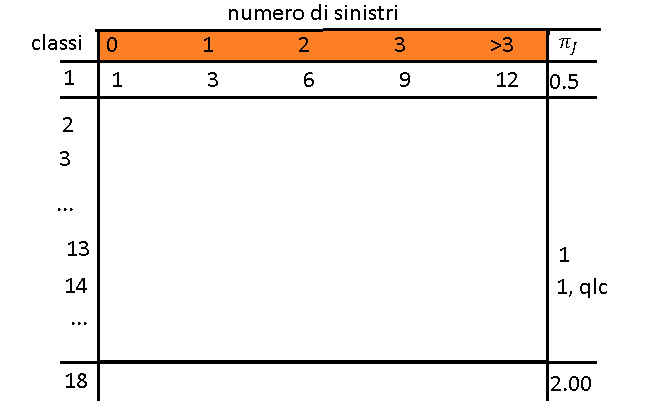 numero di sinistri
classi 0 1 2 3 >3 π_J
1 1 3 6 9 12 0.5
2
3
...
13 1
14 1, qlc
...
18 2.00